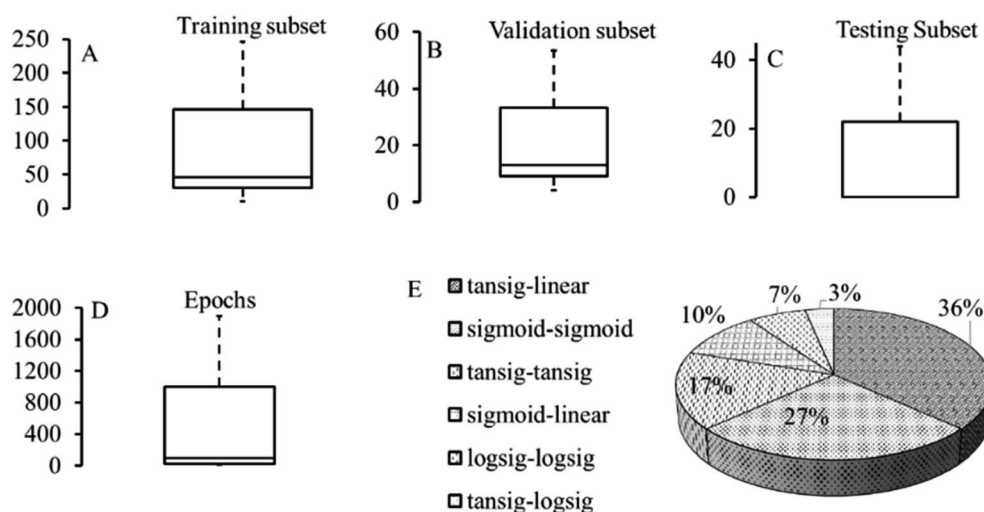 A
Training subset
250
200
150
100
50
0
B
Validation subset
60
40
20
0
C
Testing Subset
40
20
0
D
Epochs
2000
1600
1200
800
400
0
E
tansig-linear
sigmoid-sigmoid
tansig-tansig
sigmoid-linear
logsig-logsig
tansig-logsig
36%
27%
17%
10%
7%
3%